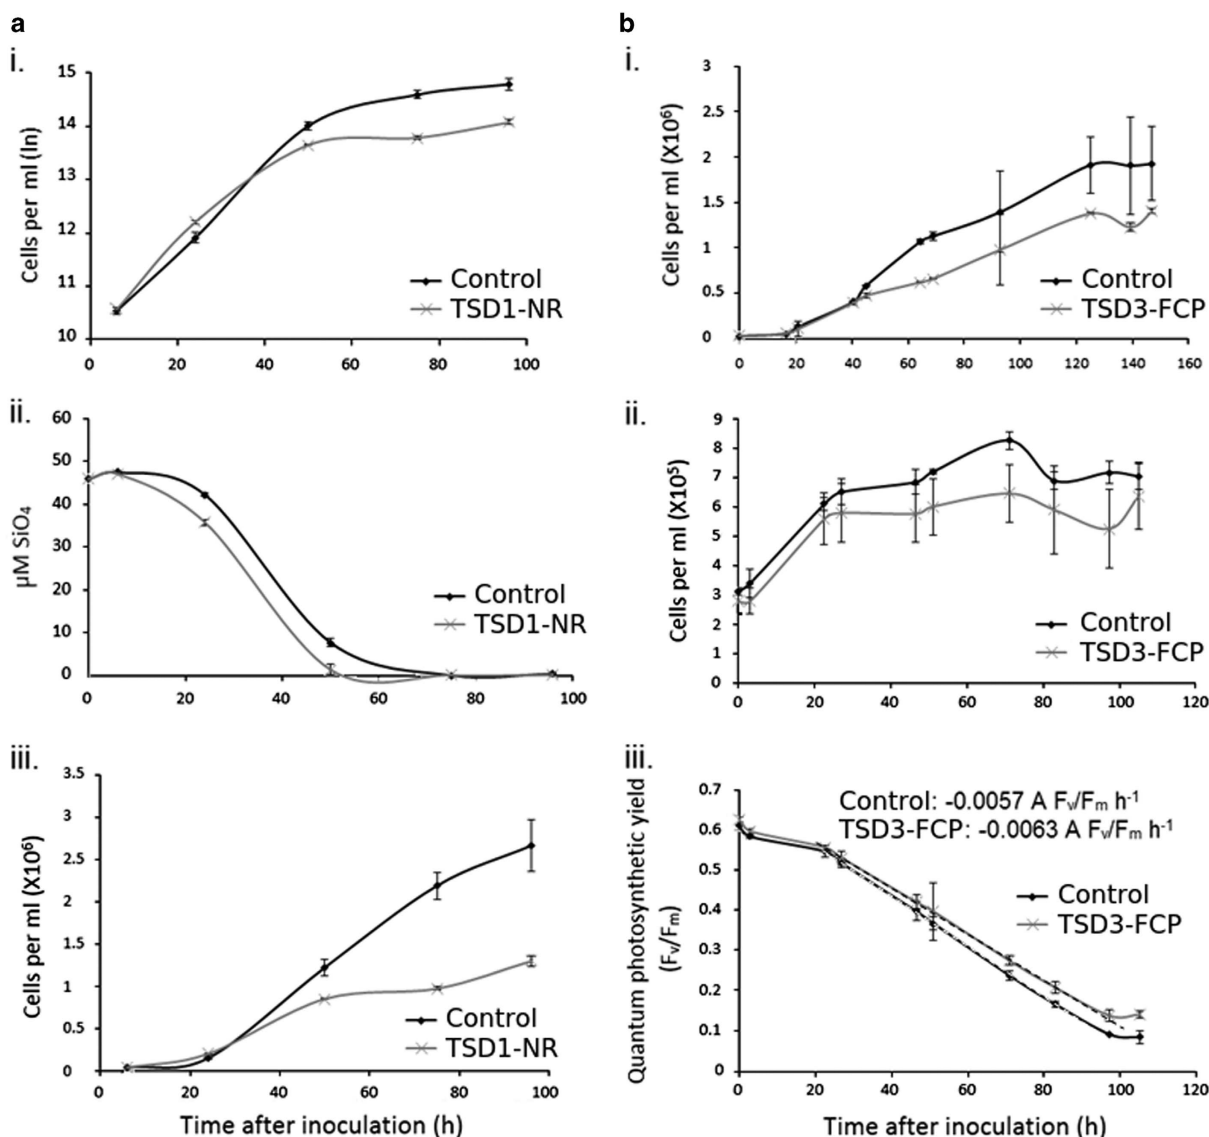 a
i.
15
14
13
12
11
10
Cells per ml (ln)
Control
TSD1-NR
0 20 40 60 80 100
ii.
60
50
40
30
20
10
0
µM SiO₄
Control
TSD1-NR
0 20 40 60 80 100
iii.
3.5
3
2.5
2
1.5
1
0.5
0
Cells per ml (X10⁶)
Control
TSD1-NR
0 20 40 60 80 100
Time after inoculation (h)
b
i.
3
2.5
2
1.5
1
0.5
0
Cells per ml (X10⁶)
Control
TSD3-FCP
0 20 40 60 80 100 120 140 160
ii.
9
8
7
6
5
4
3
2
1
0
Cells per ml (X10⁵)
Control
TSD3-FCP
0 20 40 60 80 100 120
iii.
0.7
0.6
0.5
0.4
0.3
0.2
0.1
0
Quantum photosynthetic yield
(Fᵥ/Fₘ)
Control: -0.0057 A Fᵥ/Fₘ h⁻¹
TSD3-FCP: -0.0063 A Fᵥ/Fₘ h⁻¹
Control
TSD3-FCP
0 20 40 60 80 100 120
Time after inoculation (h)